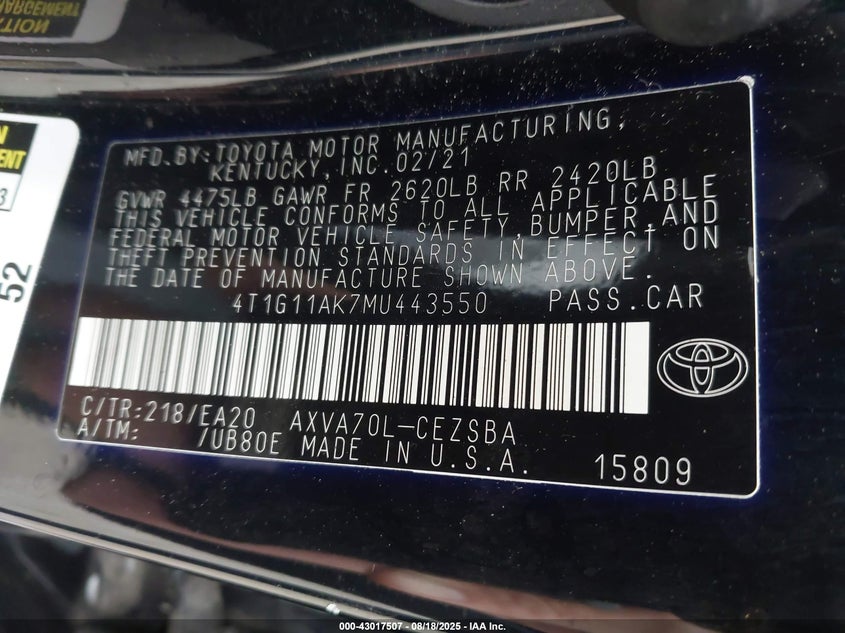 MFD.BY:TOYOTA MOTOR MANUFACTURING,
KENTUCKY,INC.02/21
GVWR 4475LB GAWR FR 2620LB RR 2420LB
THIS VEHICLE CONFORMS TO ALL APPLICABLE
FEDERAL MOTOR VEHICLE SAFETY,BUMPER,AND
THEFT PREVENTION STANDARDS IN EFFECT ON
THE DATE OF MANUFACTURE SHOWN ABOVE.
4T1G11AK7MU443550 PASS.CAR
C/TR:218/EA20 AXVA70L-CEZSBA
A/TM: /UB80E MADE IN U.S.A.
15809
52
000-43017507 - 08/18/2025 - IAA Inc.